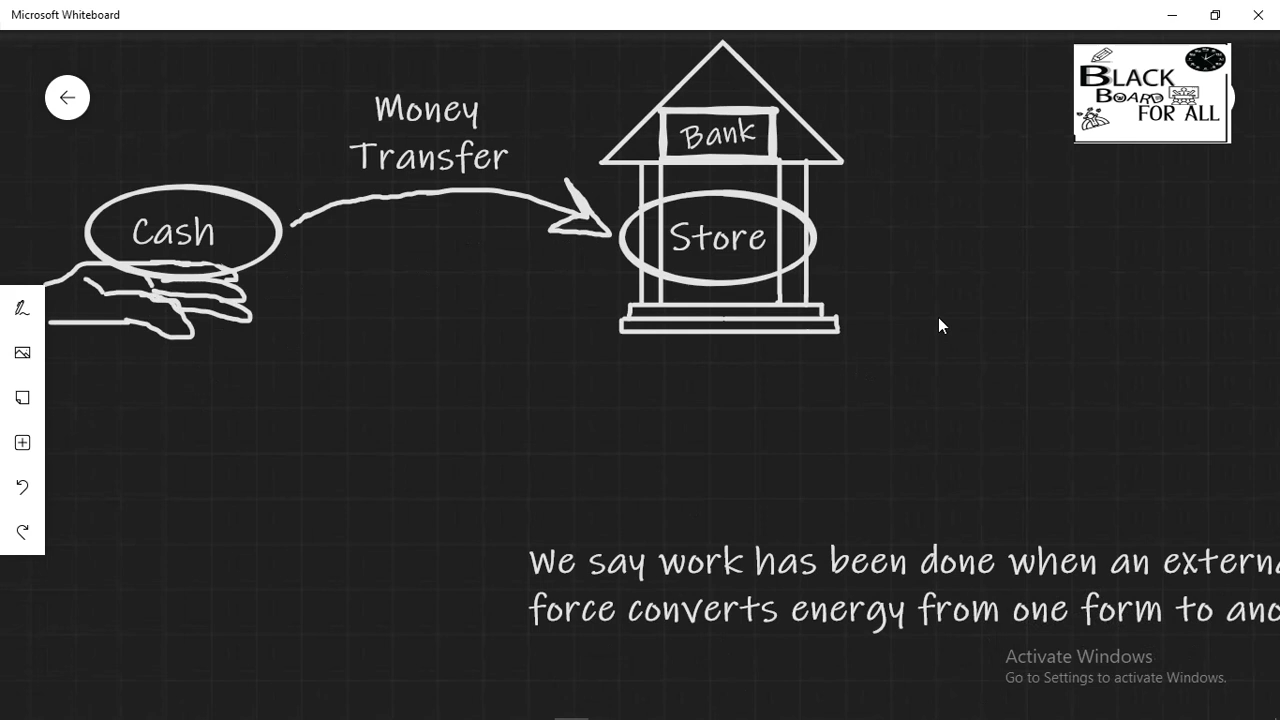 Microsoft Whiteboard
BLACK
BOARD
FOR ALL
Money
Transfer
Bank
Cash
Store
We say work has been done when an externa
force converts energy from one form to ano
Activate Windows
Go to Settings to activate Windows.